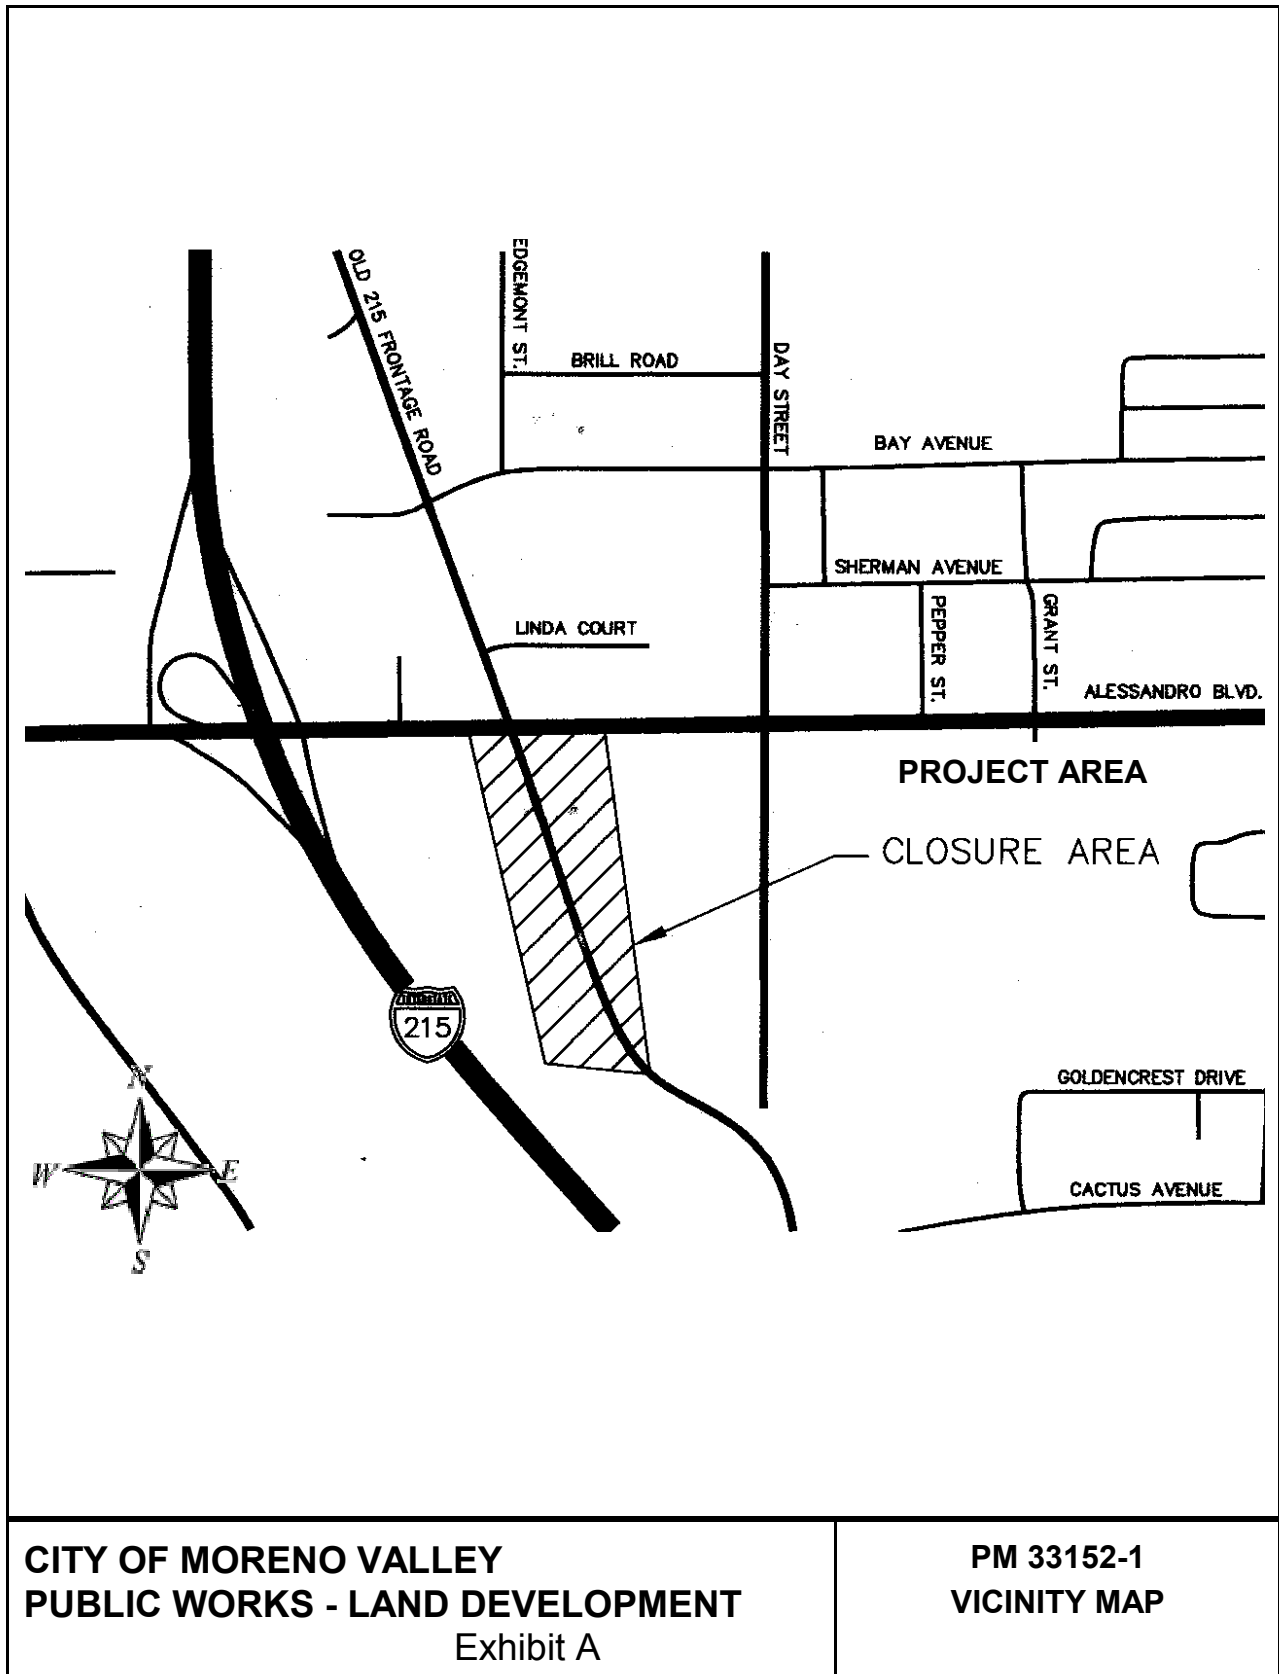 OLD 215 FRONTAGE ROAD
EDGEMONT ST.
BRILL ROAD
DAY STREET
BAY AVENUE
SHERMAN AVENUE
LINDA COURT
PEPPER ST.
GRANT ST.
ALESSANDRO BLVD.
PROJECT AREA
CLOSURE AREA
INTERSTATE
215
GOLDENCREST DRIVE
CACTUS AVENUE
N
W
E
S
CITY OF MORENO VALLEY
PUBLIC WORKS - LAND DEVELOPMENT
Exhibit A
PM 33152-1
VICINITY MAP